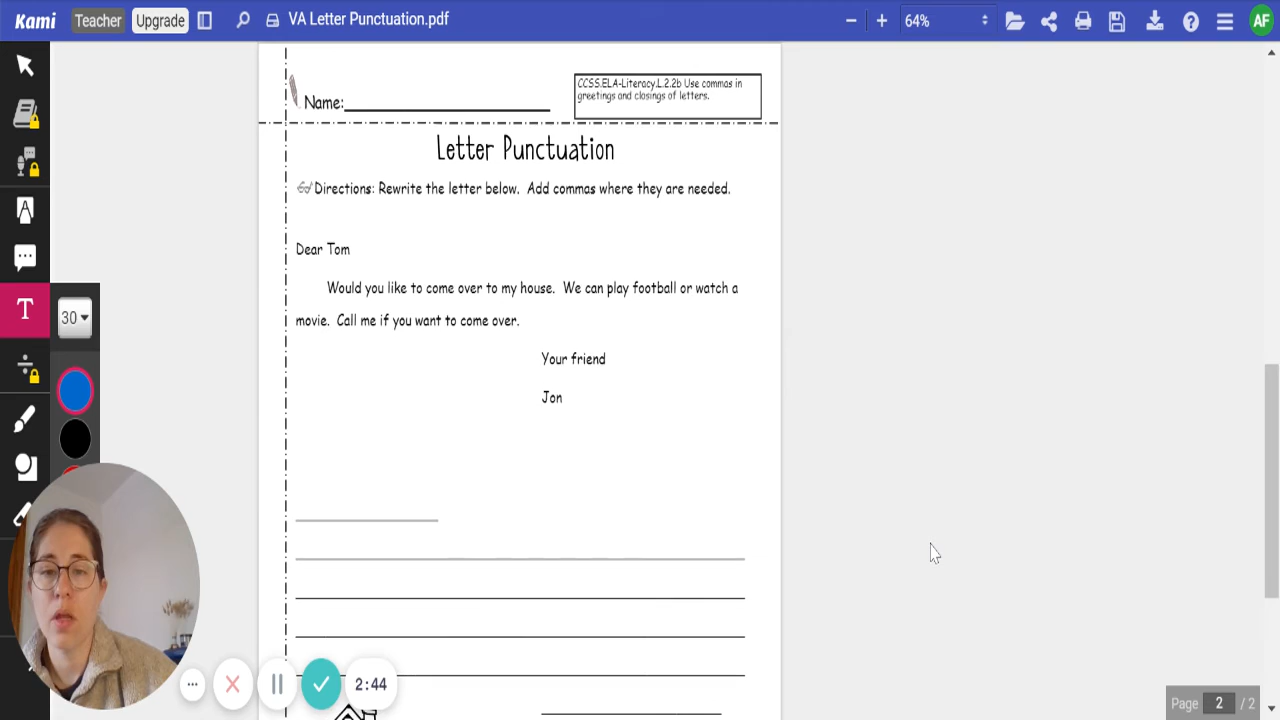 Kami Teacher Upgrade VA Letter Punctuation.pdf 64% AF
CCSS.ELA-Literacy.L.2.2b Use commas in
greetings and closings of letters.
Name:
Letter Punctuation
Directions: Rewrite the letter below. Add commas where they are needed.
Dear Tom
Would you like to come over to my house. We can play football or watch a
movie. Call me if you want to come over.
Your friend
Jon
T
30
2:44
Page 2 / 2